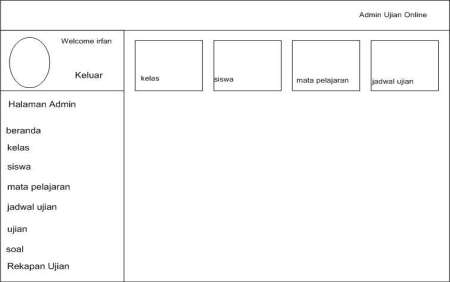 Admin Ujian Online
Welcome irfan
Keluar
kelas
siswa
mata pelajaran
jadwal ujian
Halaman Admin
beranda
kelas
siswa
mata pelajaran
jadwal ujian
ujian
soal
Rekapan Ujian